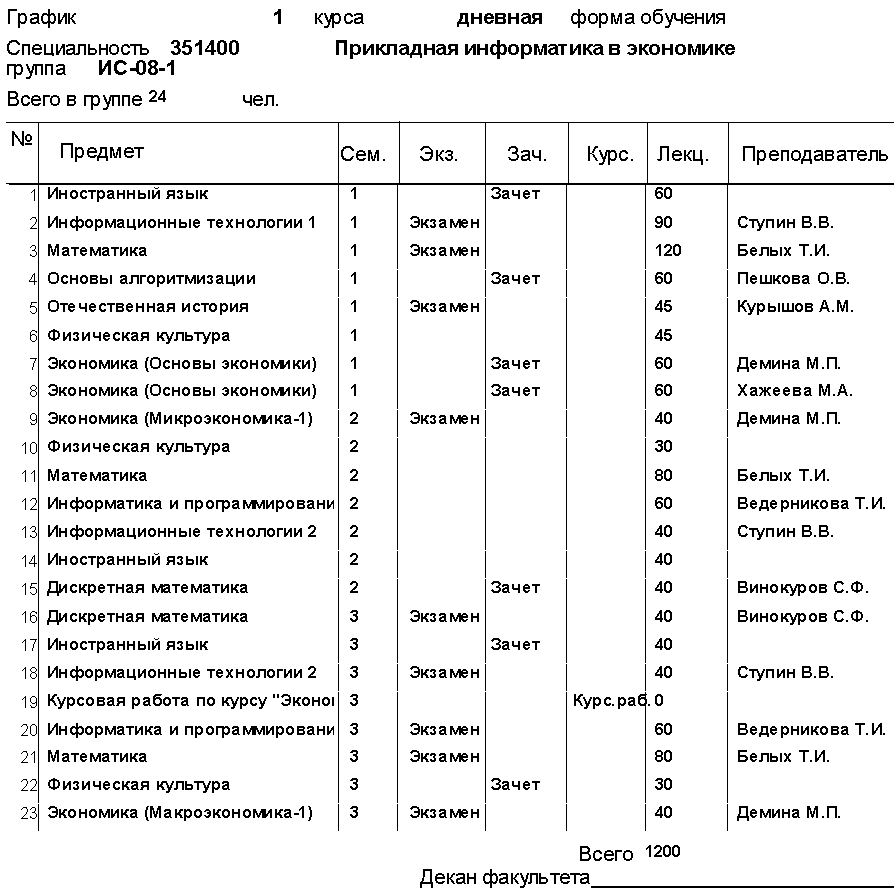 График 1 курса дневная форма обучения
Специальность 351400 Прикладная информатика в экономике
группа ИС-08-1
Всего в группе 24 чел.
№ Предмет Сем. Экз. Зач. Курс. Лекц. Преподаватель
1 Иностранный язык 1 Зачет 60
2 Информационные технологии 1 1 Экзамен 90 Ступин В.В.
3 Математика 1 Экзамен 120 Белых Т.И.
4 Основы алгоритмизации 1 Зачет 60 Пешкова О.В.
5 Отечественная история 1 Экзамен 45 Курышов А.М.
6 Физическая культура 1 45
7 Экономика (Основы экономики) 1 Зачет 60 Демина М.П.
8 Экономика (Основы экономики) 1 Зачет 60 Хажеева М.А.
9 Экономика (Микроэкономика-1) 2 Экзамен 40 Демина М.П.
10 Физическая культура 2 30
11 Математика 2 80 Белых Т.И.
12 Информатика и программировани 2 60 Ведерникова Т.И.
13 Информационные технологии 2 2 40 Ступин В.В.
14 Иностранный язык 2 40
15 Дискретная математика 2 Зачет 40 Винокуров С.Ф.
16 Дискретная математика 3 Экзамен 40 Винокуров С.Ф.
17 Иностранный язык 3 Зачет 40
18 Информационные технологии 2 3 Экзамен 40 Ступин В.В.
19 Курсовая работа по курсу "Эконом 3 Курс.раб. 0
20 Информатика и программировани 3 Экзамен 60 Ведерникова Т.И.
21 Математика 3 Экзамен 80 Белых Т.И.
22 Физическая культура 3 Зачет 30
23 Экономика (Макроэкономика-1) 3 Экзамен 40 Демина М.П.
Всего 1200
Декан факультета